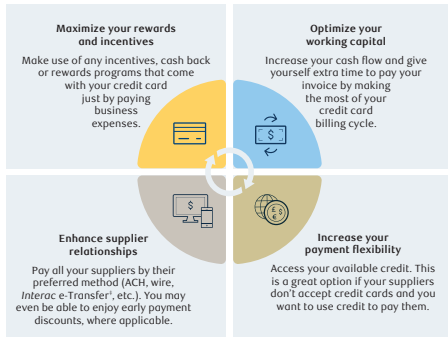 Maximize your rewards
and incentives
Make use of any incentives, cash back
or rewards programs that come
with your credit card
just by paying
business
expenses.
Optimize your
working capital
Increase your cash flow and give
yourself extra time to pay your
invoice by making
the most of your
credit card
billing cycle.
$
$
Enhance supplier
relationships
Pay all your suppliers by their
preferred method (ACH, wire,
Interac e-Transfer‡, etc.). You may
even be able to enjoy early payment
discounts, where applicable.
£ $
€
Increase your
payment flexibility
Access your available credit. This
is a great option if your suppliers
don’t accept credit cards and you
want to use credit to pay them.